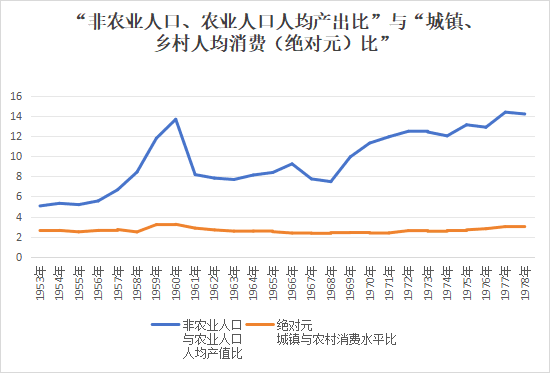 “非农业人口、农业人口人均产出比”与“城镇、
乡村人均消费（绝对元）比”
16
14
12
10
8
6
4
2
0
1953年
1954年
1955年
1956年
1957年
1958年
1959年
1960年
1961年
1962年
1963年
1964年
1965年
1966年
1967年
1968年
1969年
1970年
1971年
1972年
1973年
1974年
1975年
1976年
1977年
1978年
非农业人口
与农业人口
人均产值比
绝对元
城镇与农村消费水平比